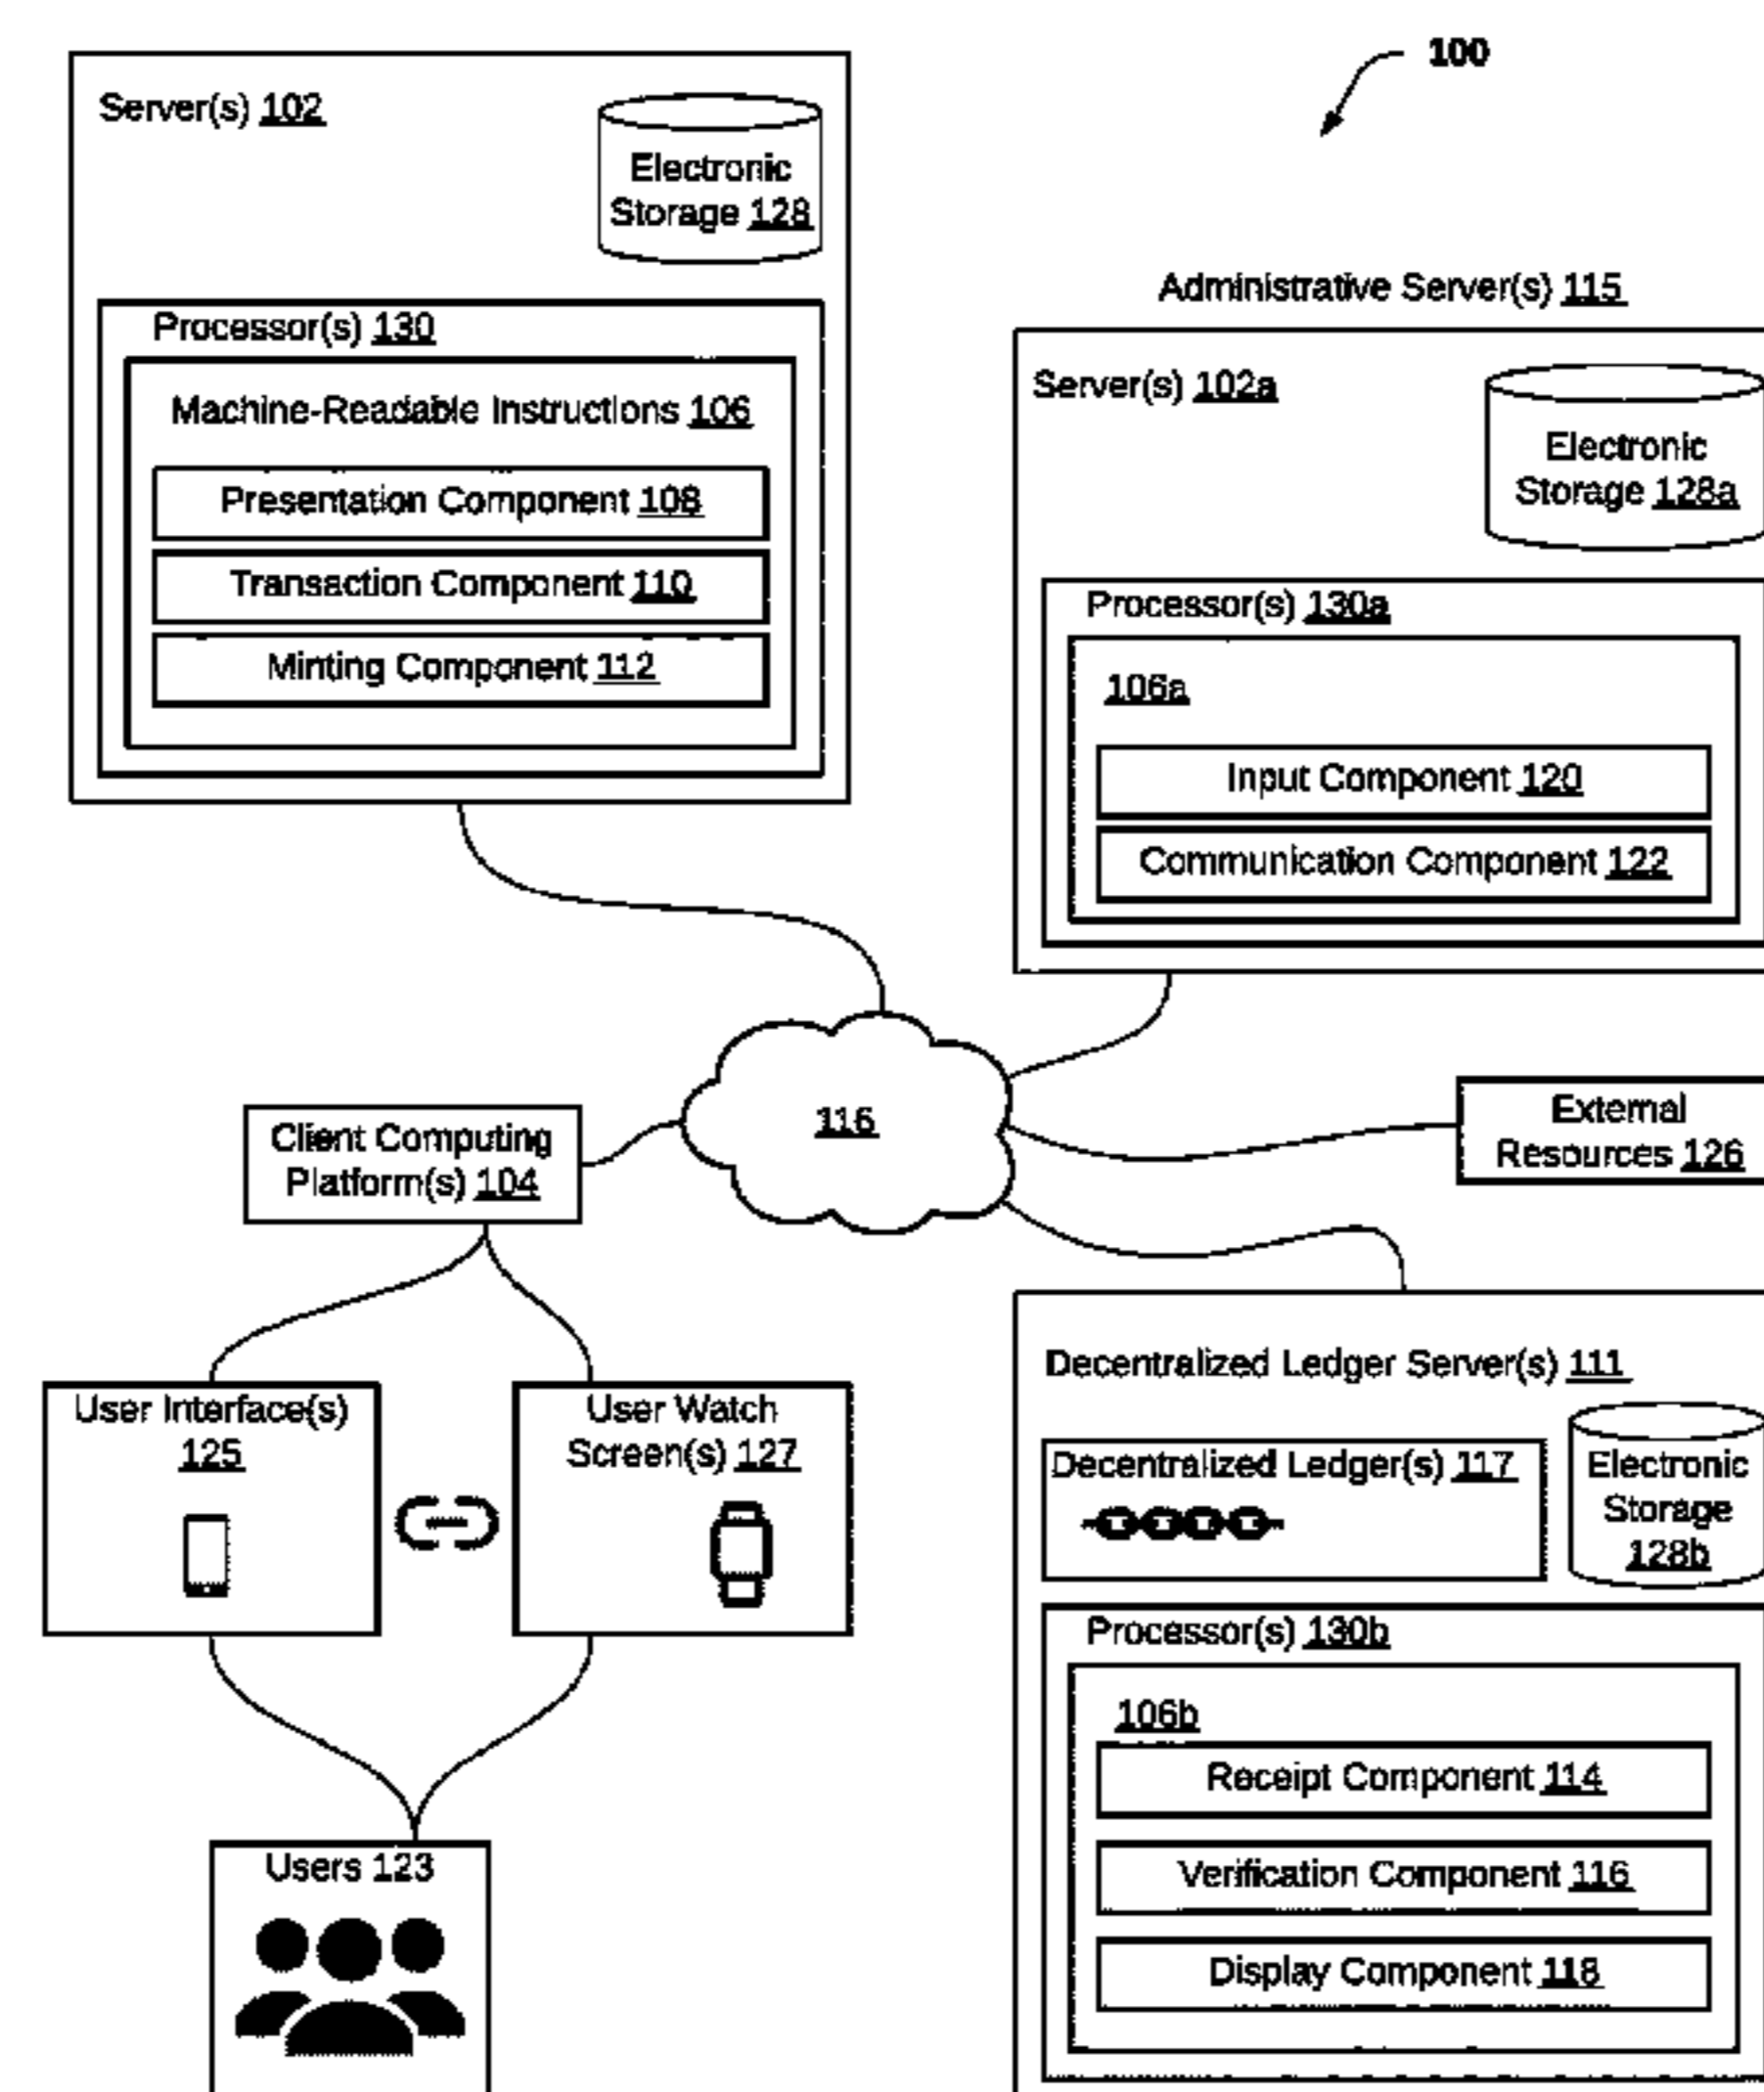 100
Server(s) 102
Electronic
Storage 128
Processor(s) 130
Machine-Readable Instructions 106
Presentation Component 108
Transaction Component 110
Minting Component 112
Administrative Server(s) 115
Server(s) 102a
Electronic
Storage 128a
Processor(s) 130a
106a
Input Component 120
Communication Component 122
116
Client Computing
Platform(s) 104
External
Resources 126
User Interface(s)
125
User Watch
Screen(s) 127
Users 123
Decentralized Ledger Server(s) 111
Decentralized Ledger(s) 117
Electronic
Storage
128b
Processor(s) 130b
106b
Receipt Component 114
Verification Component 116
Display Component 118